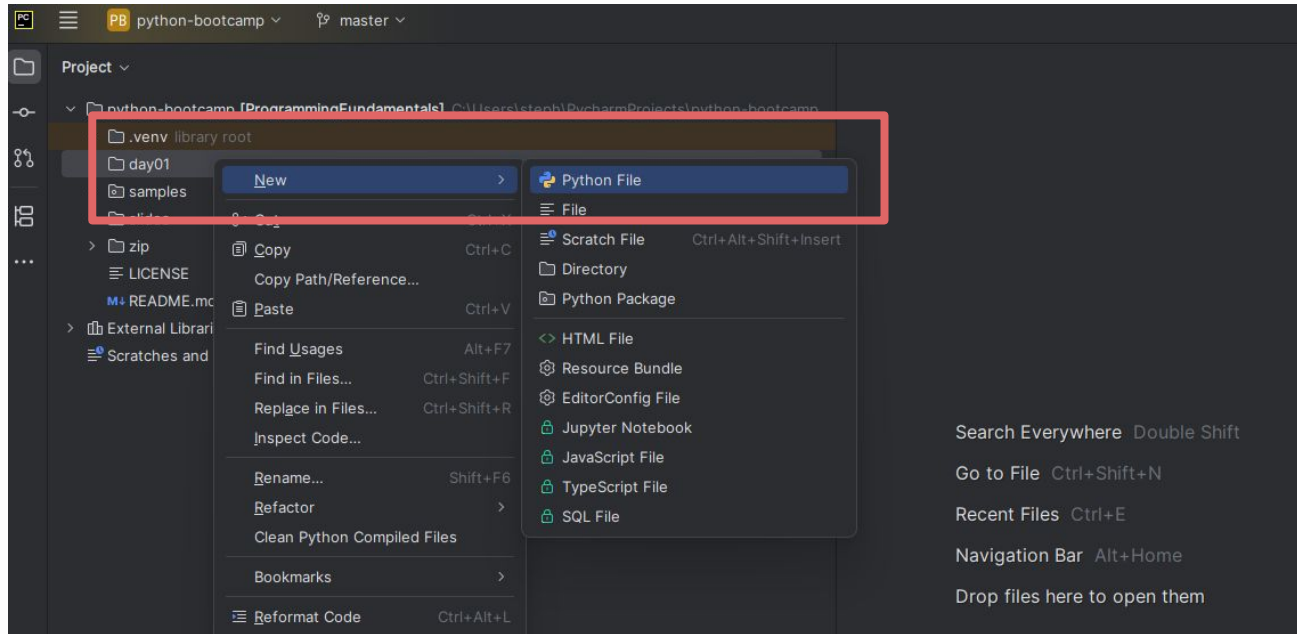 PC PB python-bootcamp master
Project
python-bootcamp [ProgrammingFundamentals] C:\Users\steph\PycharmProjects\python-bootcamp
.venv library root
day01
samples
zip
LICENSE
M↓ README.md
External Librari
Scratches and
New
Cut Ctrl+X
Copy Ctrl+C
Copy Path/Reference...
Paste Ctrl+V
Find Usages Alt+F7
Find in Files... Ctrl+Shift+F
Replace in Files... Ctrl+Shift+R
Inspect Code...
Rename... Shift+F6
Refactor
Clean Python Compiled Files
Bookmarks
Reformat Code Ctrl+Alt+L
Python File
File
Scratch File Ctrl+Alt+Shift+Insert
Directory
Python Package
HTML File
Resource Bundle
EditorConfig File
Jupyter Notebook
JavaScript File
TypeScript File
SQL File
Search Everywhere Double Shift
Go to File Ctrl+Shift+N
Recent Files Ctrl+E
Navigation Bar Alt+Home
Drop files here to open them